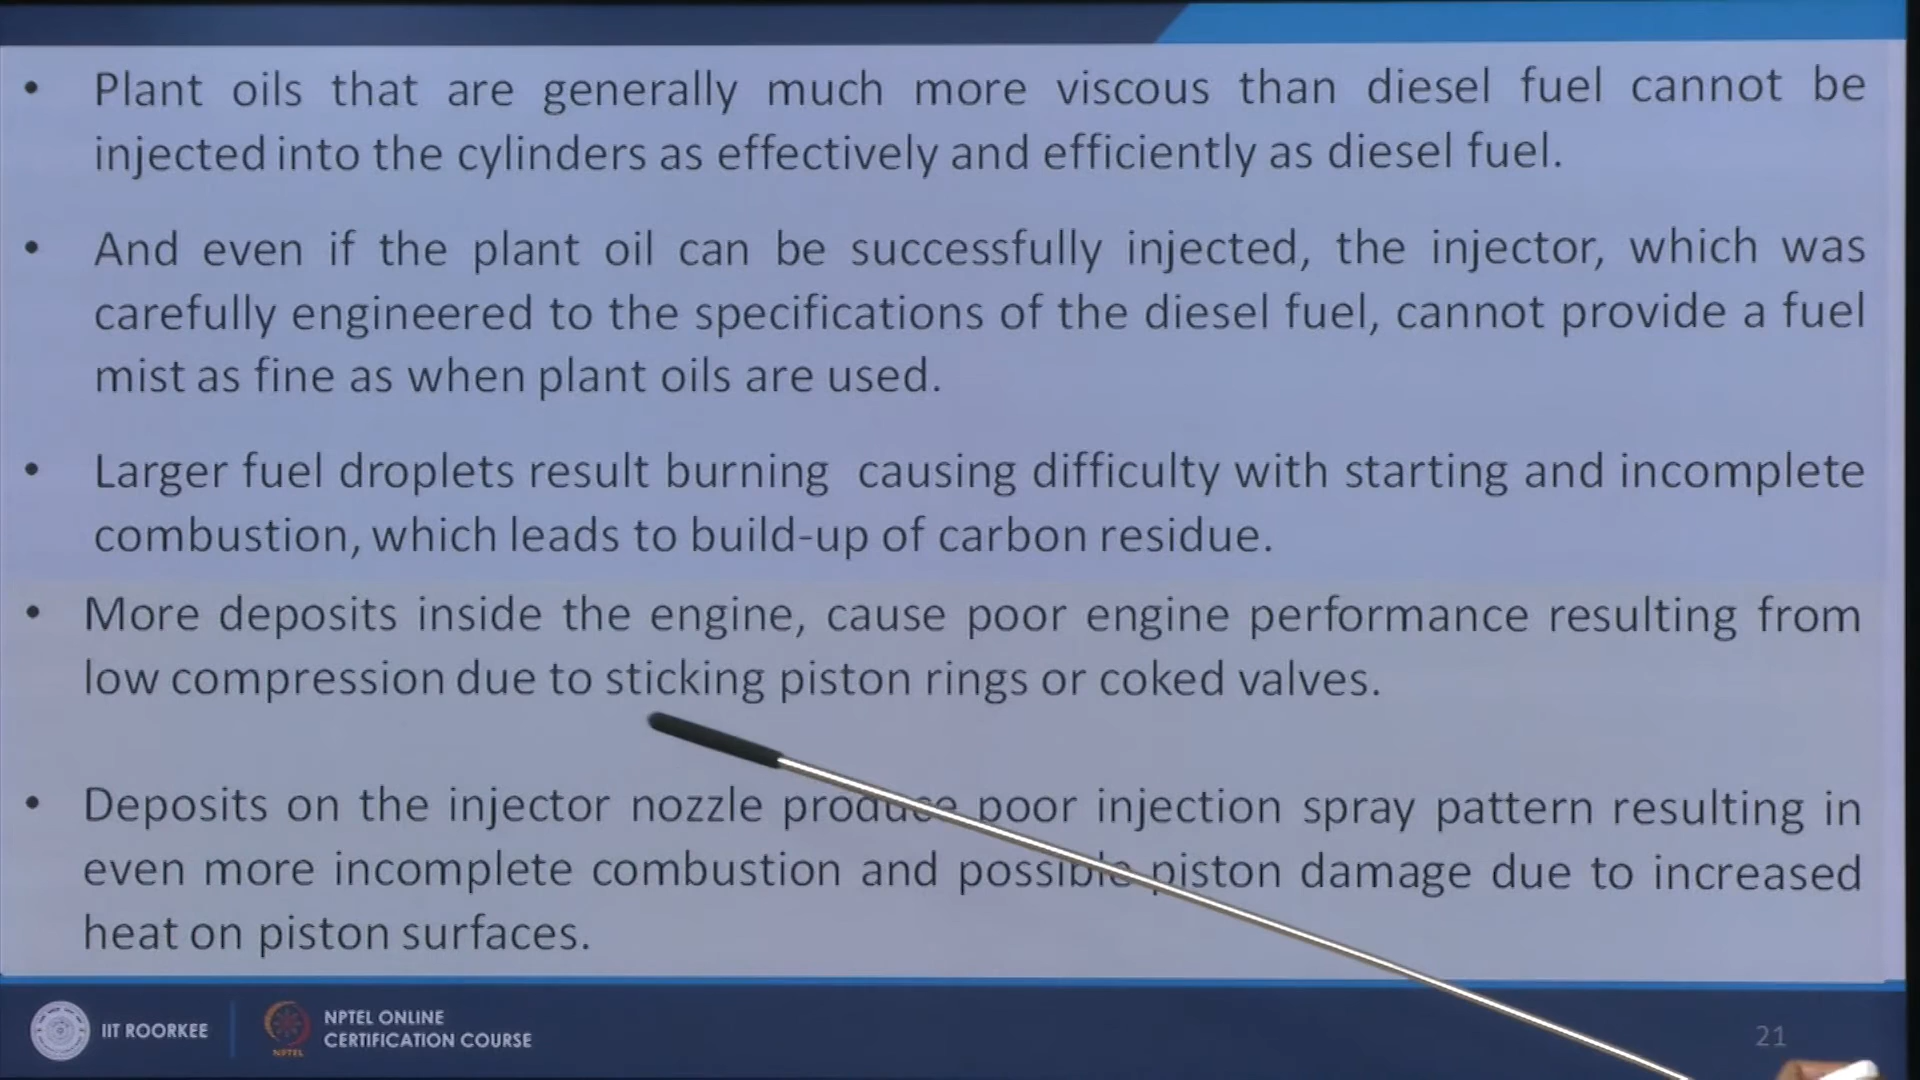 • Plant oils that are generally much more viscous than diesel fuel cannot be
injected into the cylinders as effectively and efficiently as diesel fuel.
• And even if the plant oil can be successfully injected, the injector, which was
carefully engineered to the specifications of the diesel fuel, cannot provide a fuel
mist as fine as when plant oils are used.
• Larger fuel droplets result burning causing difficulty with starting and incomplete
combustion, which leads to build-up of carbon residue.
• More deposits inside the engine, cause poor engine performance resulting from
low compression due to sticking piston rings or coked valves.
• Deposits on the injector nozzle produce poor injection spray pattern resulting in
even more incomplete combustion and possible piston damage due to increased
heat on piston surfaces.
IIT ROORKEE
NPTEL
NPTEL ONLINE
CERTIFICATION COURSE
21